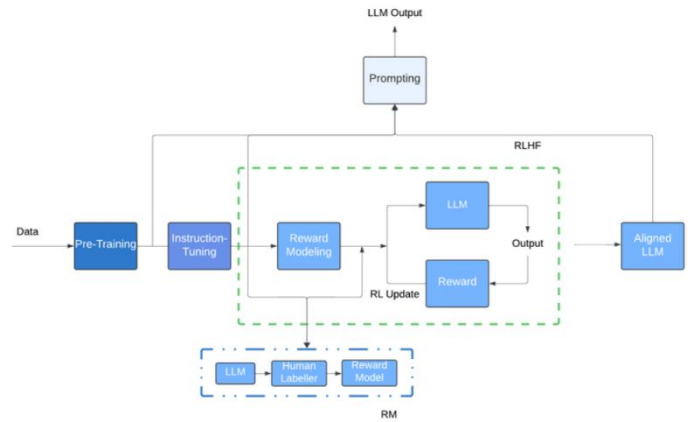 LLM Output
Prompting
RLHF
Data
Pre-Training
Instruction-
Tuning
Reward
Modeling
LLM
Output
Reward
RL Update
Aligned
LLM
LLM
Human
Labeller
Reward
Model
RM